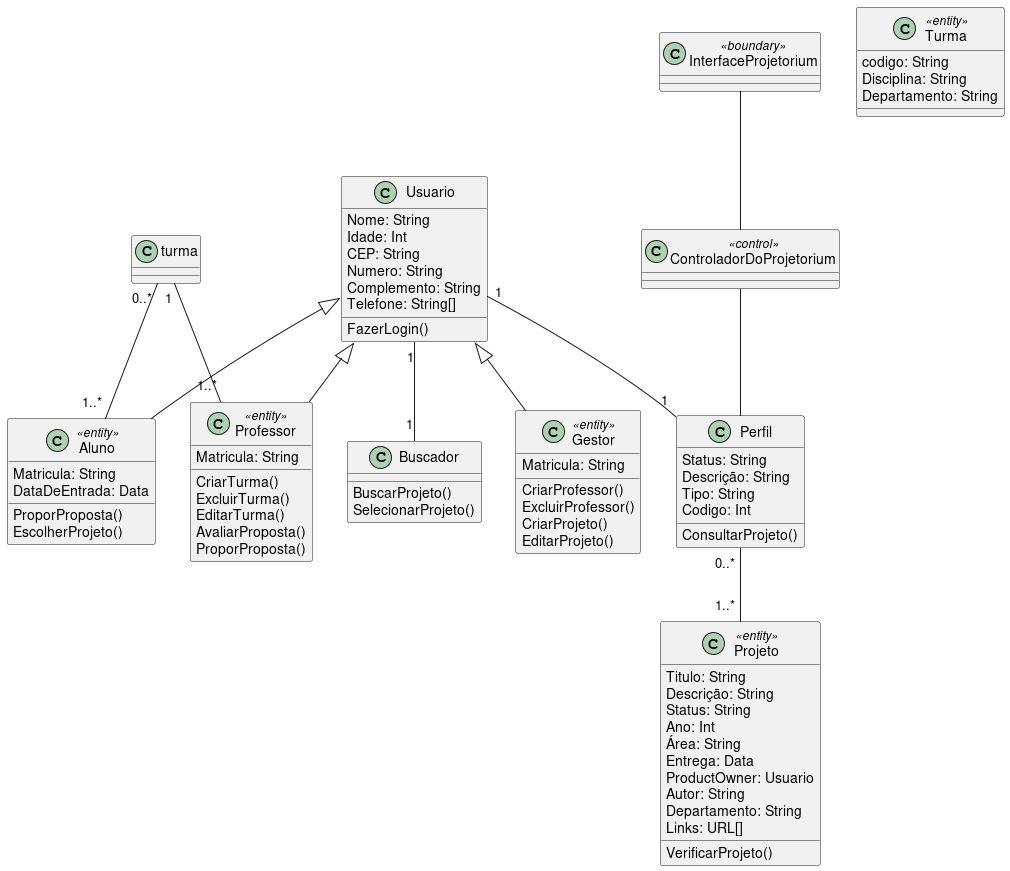 «entity»
C Turma
codigo: String
Disciplina: String
Departamento: String
«boundary»
C InterfaceProjetorium
C Usuario
Nome: String
Idade: Int
CEP: String
Numero: String
Complemento: String
Telefone: String[]
FazerLogin()
C turma
«control»
C ControladorDoProjetorium
0..*
1
1
1..*
1..*
1
1
1
«entity»
C Aluno
Matricula: String
DataDeEntrada: Data
ProporProposta()
EscolherProjeto()
«entity»
C Professor
Matricula: String
CriarTurma()
ExcluirTurma()
EditarTurma()
AvaliarProposta()
ProporProposta()
C Buscador
BuscarProjeto()
SelecionarProjeto()
«entity»
C Gestor
Matricula: String
CriarProfessor()
ExcluirProfessor()
CriarProjeto()
EditarProjeto()
C Perfil
Status: String
Descrição: String
Tipo: String
Codigo: Int
ConsultarProjeto()
0..*
1..*
«entity»
C Projeto
Titulo: String
Descrição: String
Status: String
Ano: Int
Área: String
Entrega: Data
ProductOwner: Usuario
Autor: String
Departamento: String
Links: URL[]
VerificarProjeto()